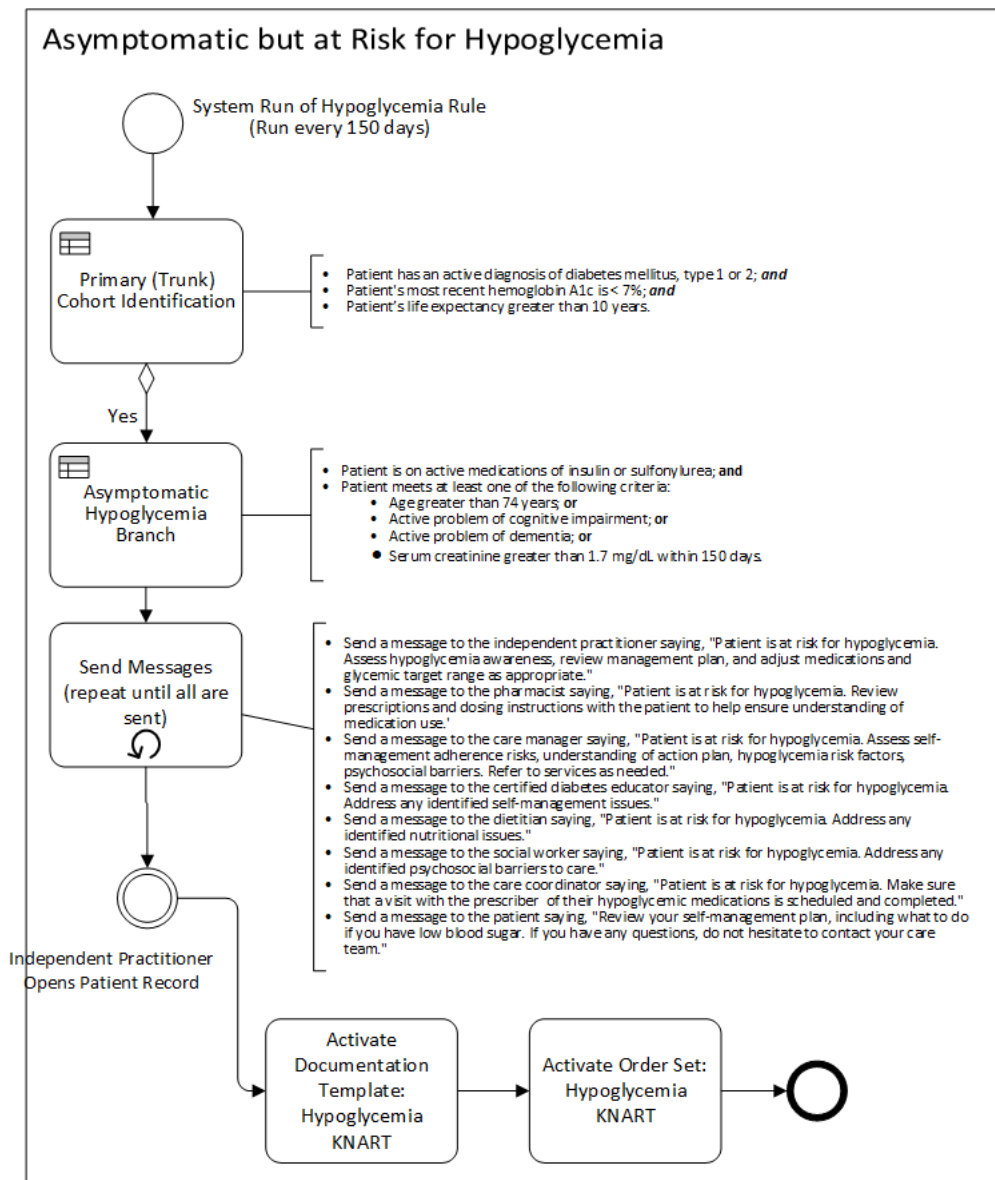 Asymptomatic but at Risk for Hypoglycemia
System Run of Hypoglycemia Rule
(Run every 150 days)
Primary (Trunk)
Cohort Identification
• Patient has an active diagnosis of diabetes mellitus, type 1 or 2; and
• Patient's most recent hemoglobin A1c is < 7%; and
• Patient's life expectancy greater than 10 years.
Yes
Asymptomatic
Hypoglycemia
Branch
• Patient is on active medications of insulin or sulfonylurea; and
• Patient meets at least one of the following criteria:
• Age greater than 74 years; or
• Active problem of cognitive impairment; or
• Active problem of dementia; or
• Serum creatinine greater than 1.7 mg/dL within 150 days.
Send Messages
(repeat until all are
sent)
• Send a message to the independent practitioner saying, "Patient is at risk for hypoglycemia.
Assess hypoglycemia awareness, review management plan, and adjust medications and
glycemic target range as appropriate."
• Send a message to the pharmacist saying, "Patient is at risk for hypoglycemia. Review
prescriptions and dosing instructions with the patient to help ensure understanding of
medication use.'
• Send a message to the care manager saying, "Patient is at risk for hypoglycemia. Assess self-
management adherence risks, understanding of action plan, hypoglycemia risk factors,
psychosocial barriers. Refer to services as needed."
• Send a message to the certified diabetes educator saying, "Patient is at risk for hypoglycemia.
Address any identified self-management issues."
• Send a message to the dietitian saying, "Patient is at risk for hypoglycemia. Address any
identified nutritional issues."
• Send a message to the social worker saying, "Patient is at risk for hypoglycemia. Address any
identified psychosocial barriers to care."
• Send a message to the care coordinator saying, "Patient is at risk for hypoglycemia. Make sure
that a visit with the prescriber of their hypoglycemic medications is scheduled and completed."
• Send a message to the patient saying, "Review your self-management plan, including what to do
if you have low blood sugar. If you have any questions, do not hesitate to contact your care
team."
Independent Practitioner
Opens Patient Record
Activate
Documentation
Template:
Hypoglycemia
KNART
Activate Order Set:
Hypoglycemia
KNART